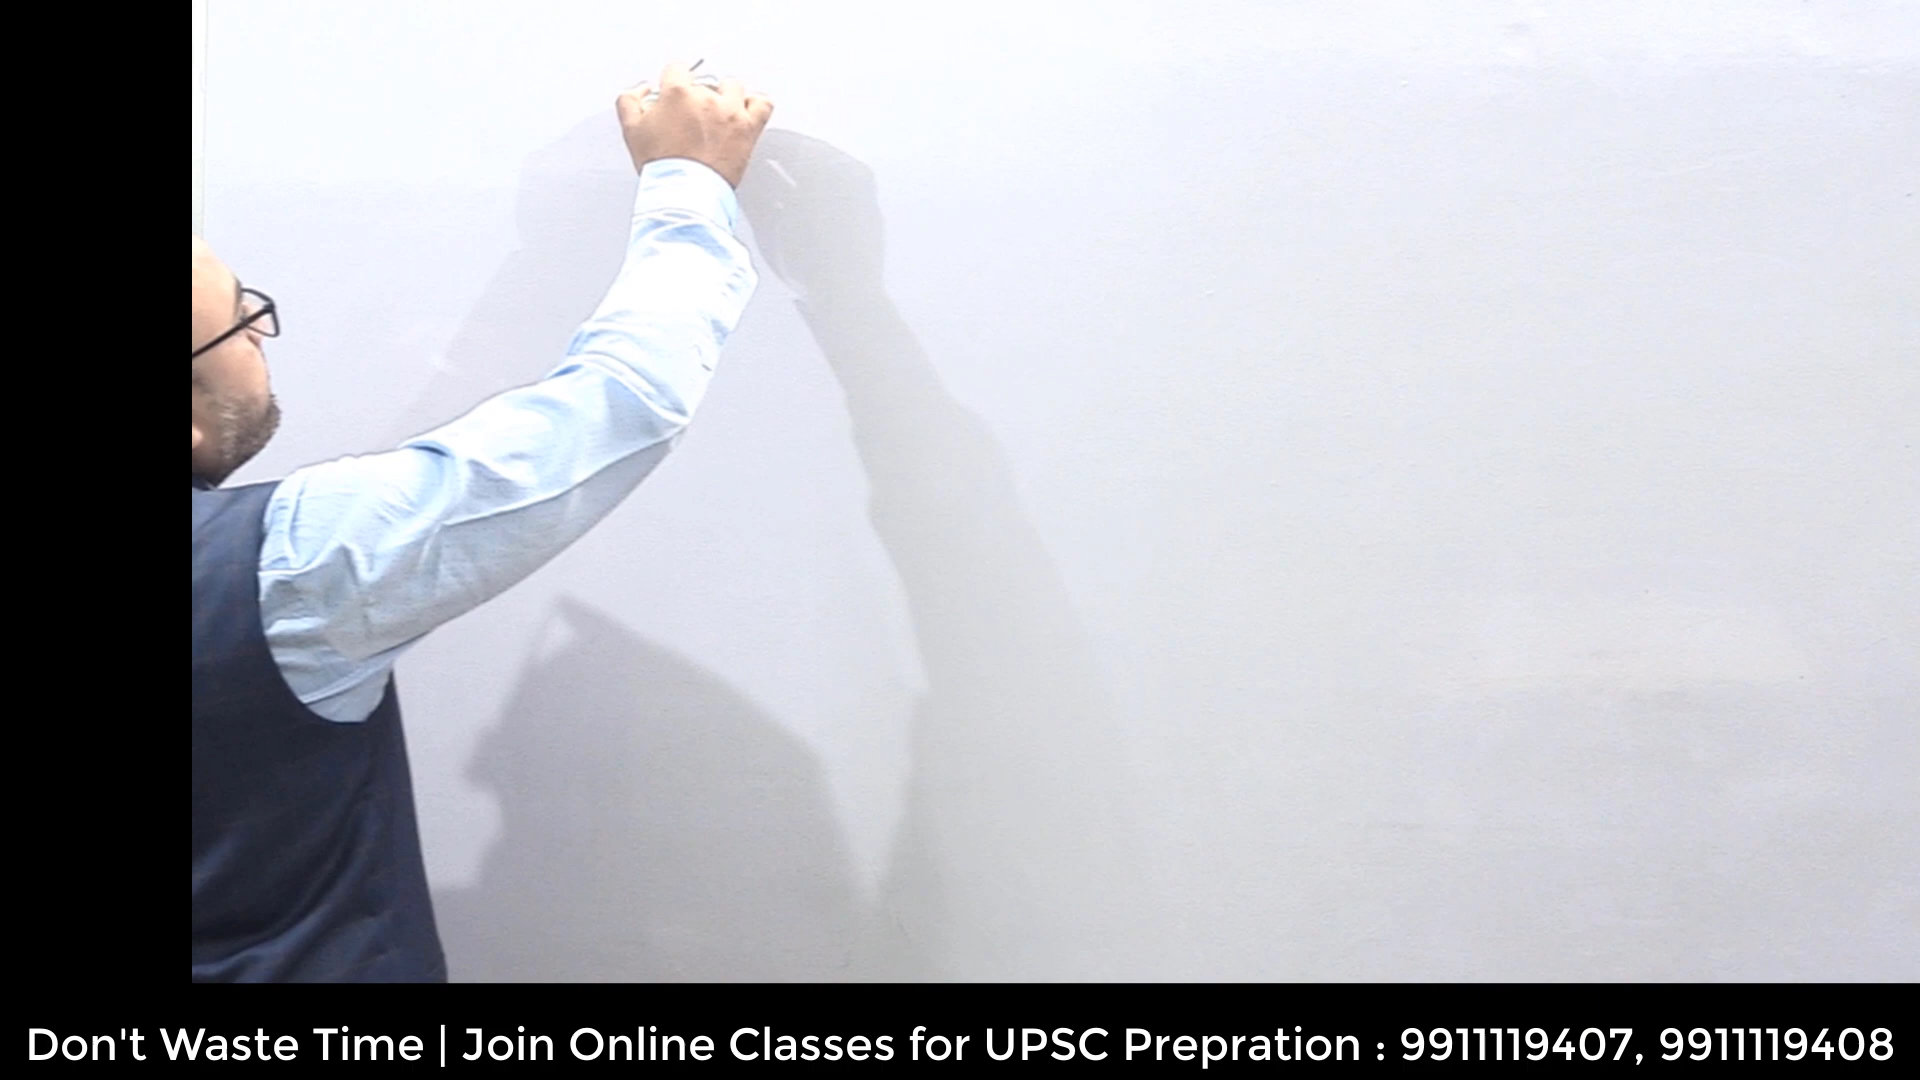 Don't Waste Time | Join Online Classes for UPSC Prepration : 9911119407, 9911119408